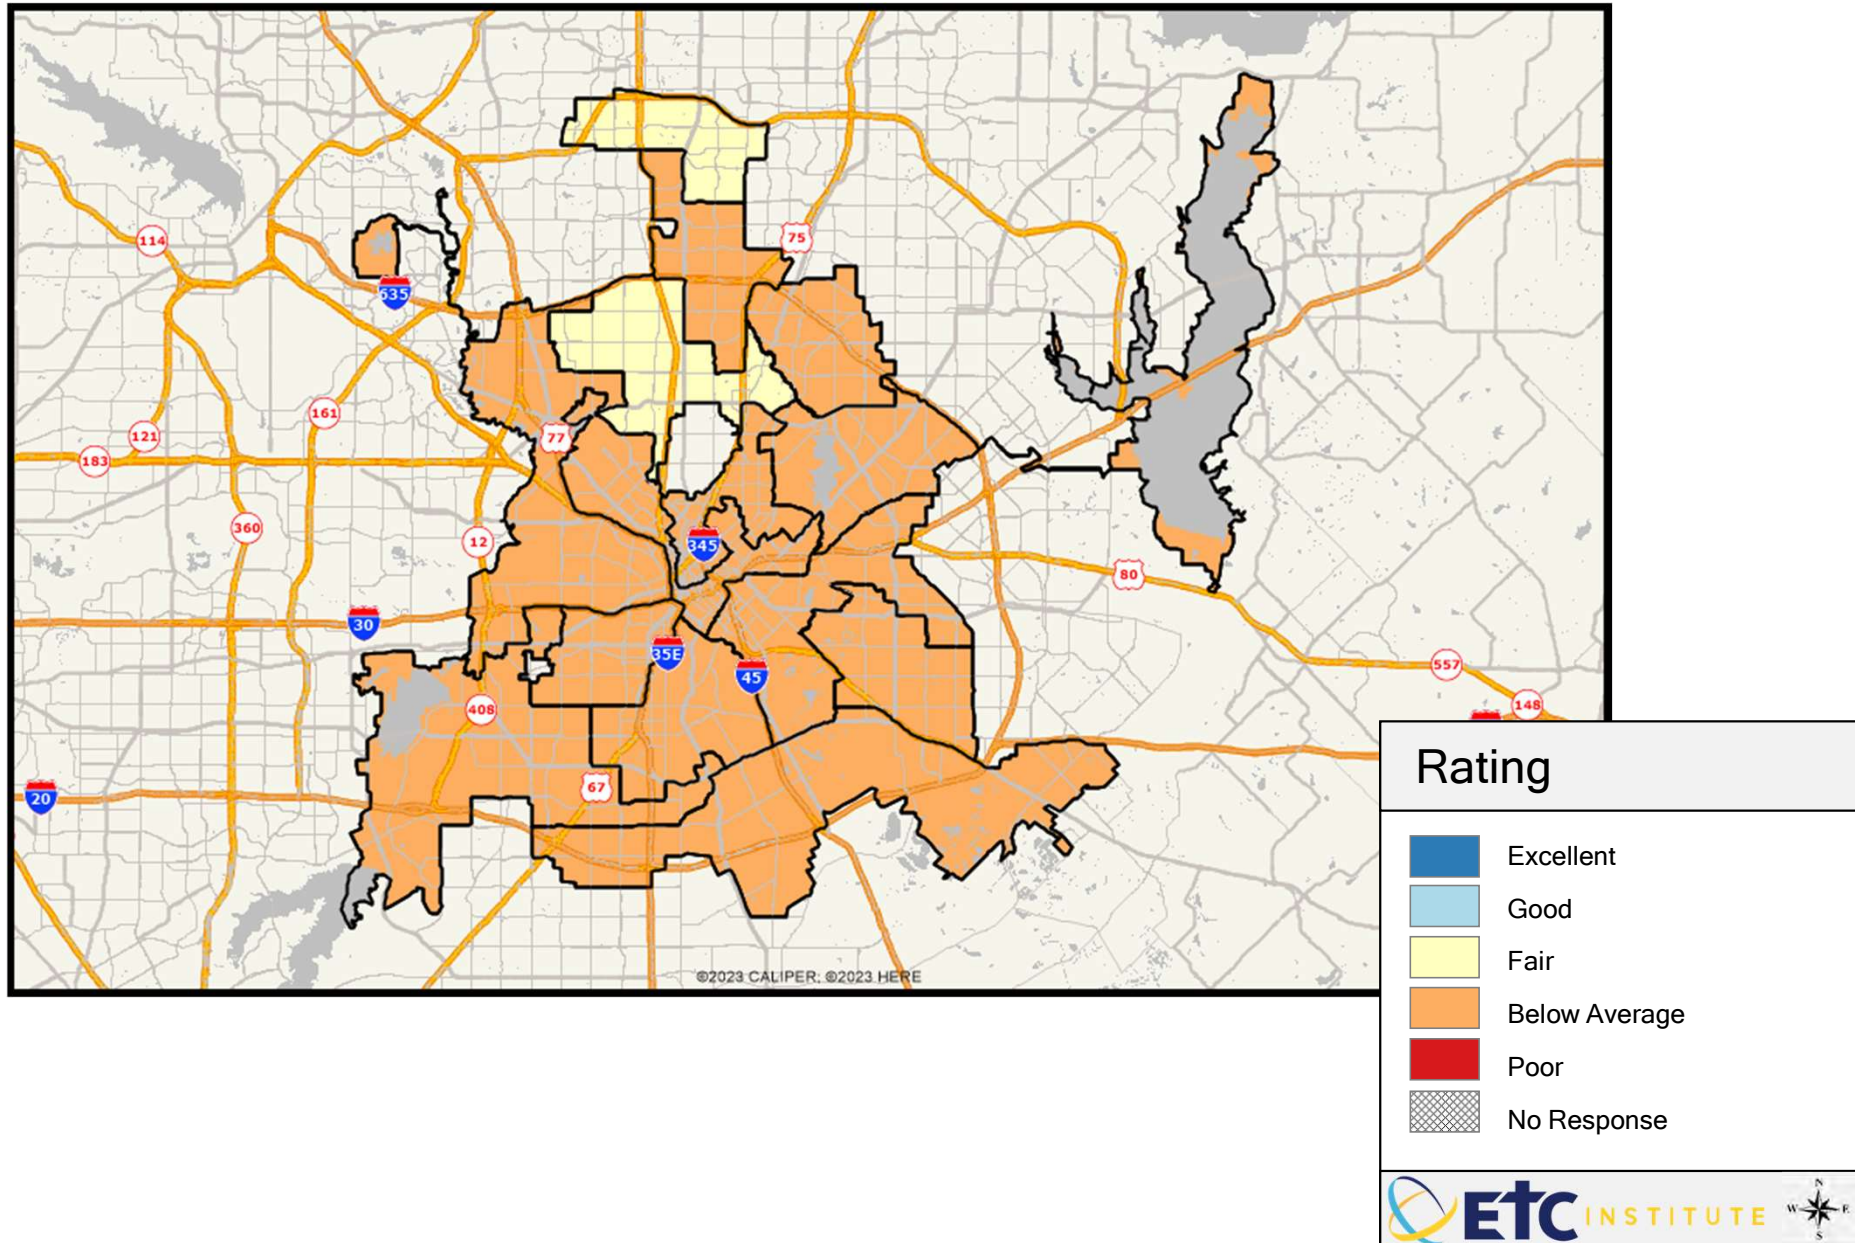 114
75
635
161
121
183
77
360
12
345
80
30
35E
45
557
408
148
67
20
©2023 CALIPER; ©2023 HERE
Rating
Excellent
Good
Fair
Below Average
Poor
No Response
ETC INSTITUTE
N
W E
S